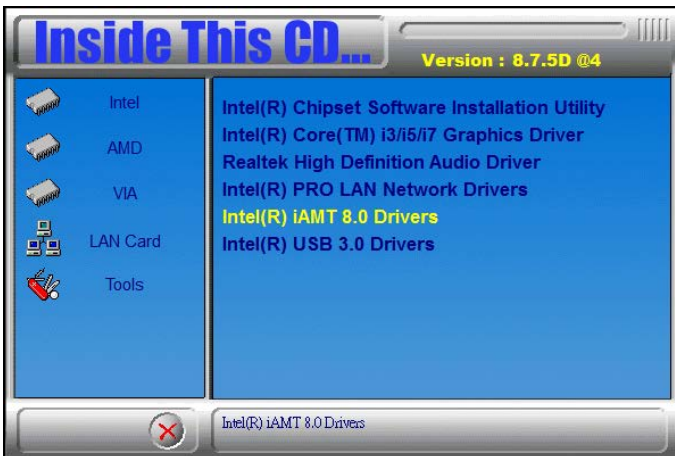 Inside This CD...
Version : 8.7.5D @4
Intel
AMD
VIA
LAN Card
Tools
Intel(R) Chipset Software Installation Utility
Intel(R) Core(TM) i3/i5/i7 Graphics Driver
Realtek High Definition Audio Driver
Intel(R) PRO LAN Network Drivers
Intel(R) iAMT 8.0 Drivers
Intel(R) USB 3.0 Drivers
Intel(R) iAMT 8.0 Drivers